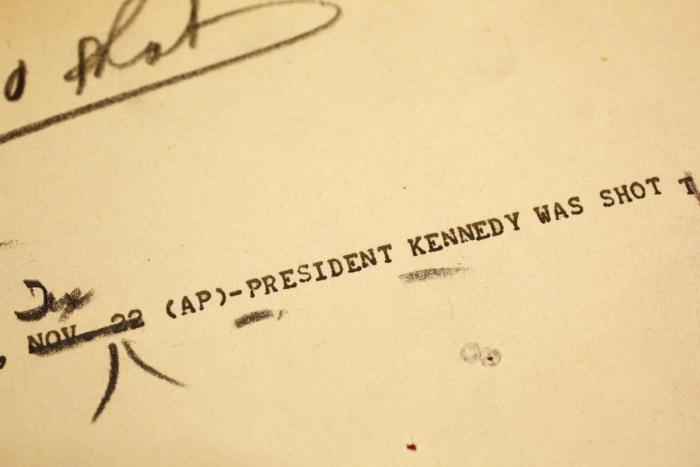 shot
, NOV. 22 (AP)-PRESIDENT KENNEDY WAS SHOT T